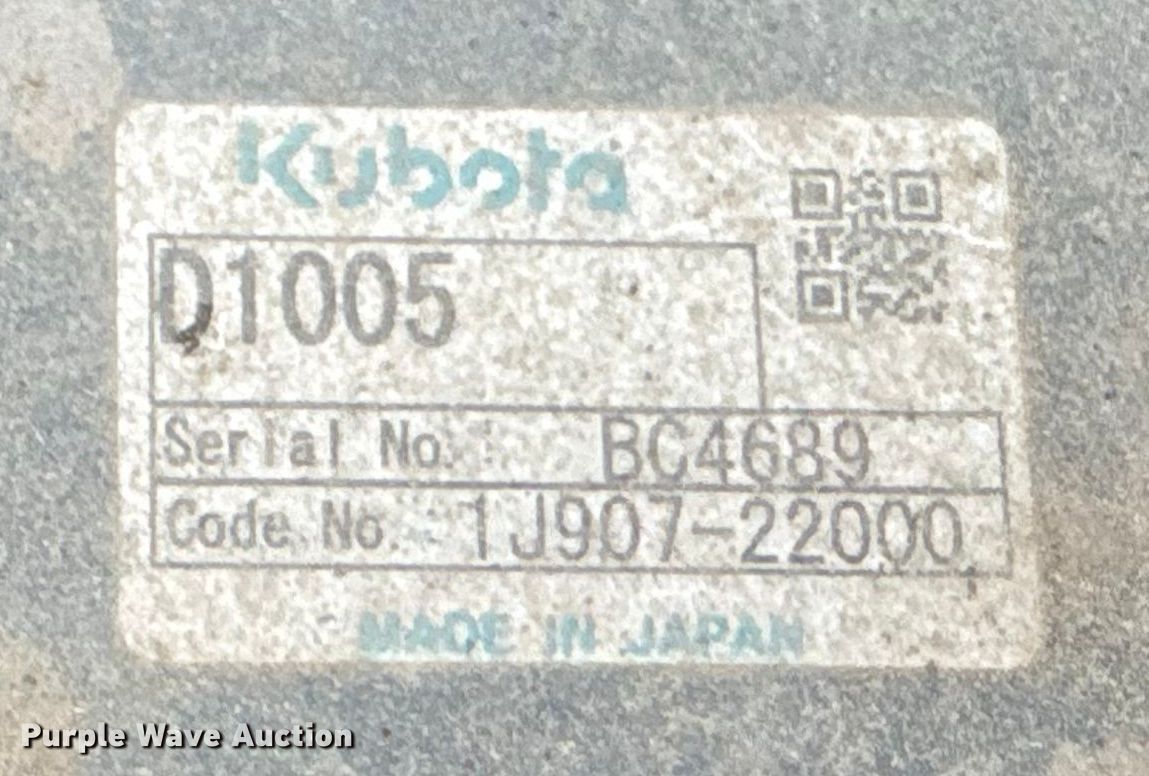 Kubota
D1005
Serial No. : BC4689
Code No. : 1J907-22000
MADE IN JAPAN
Purple Wave Auction